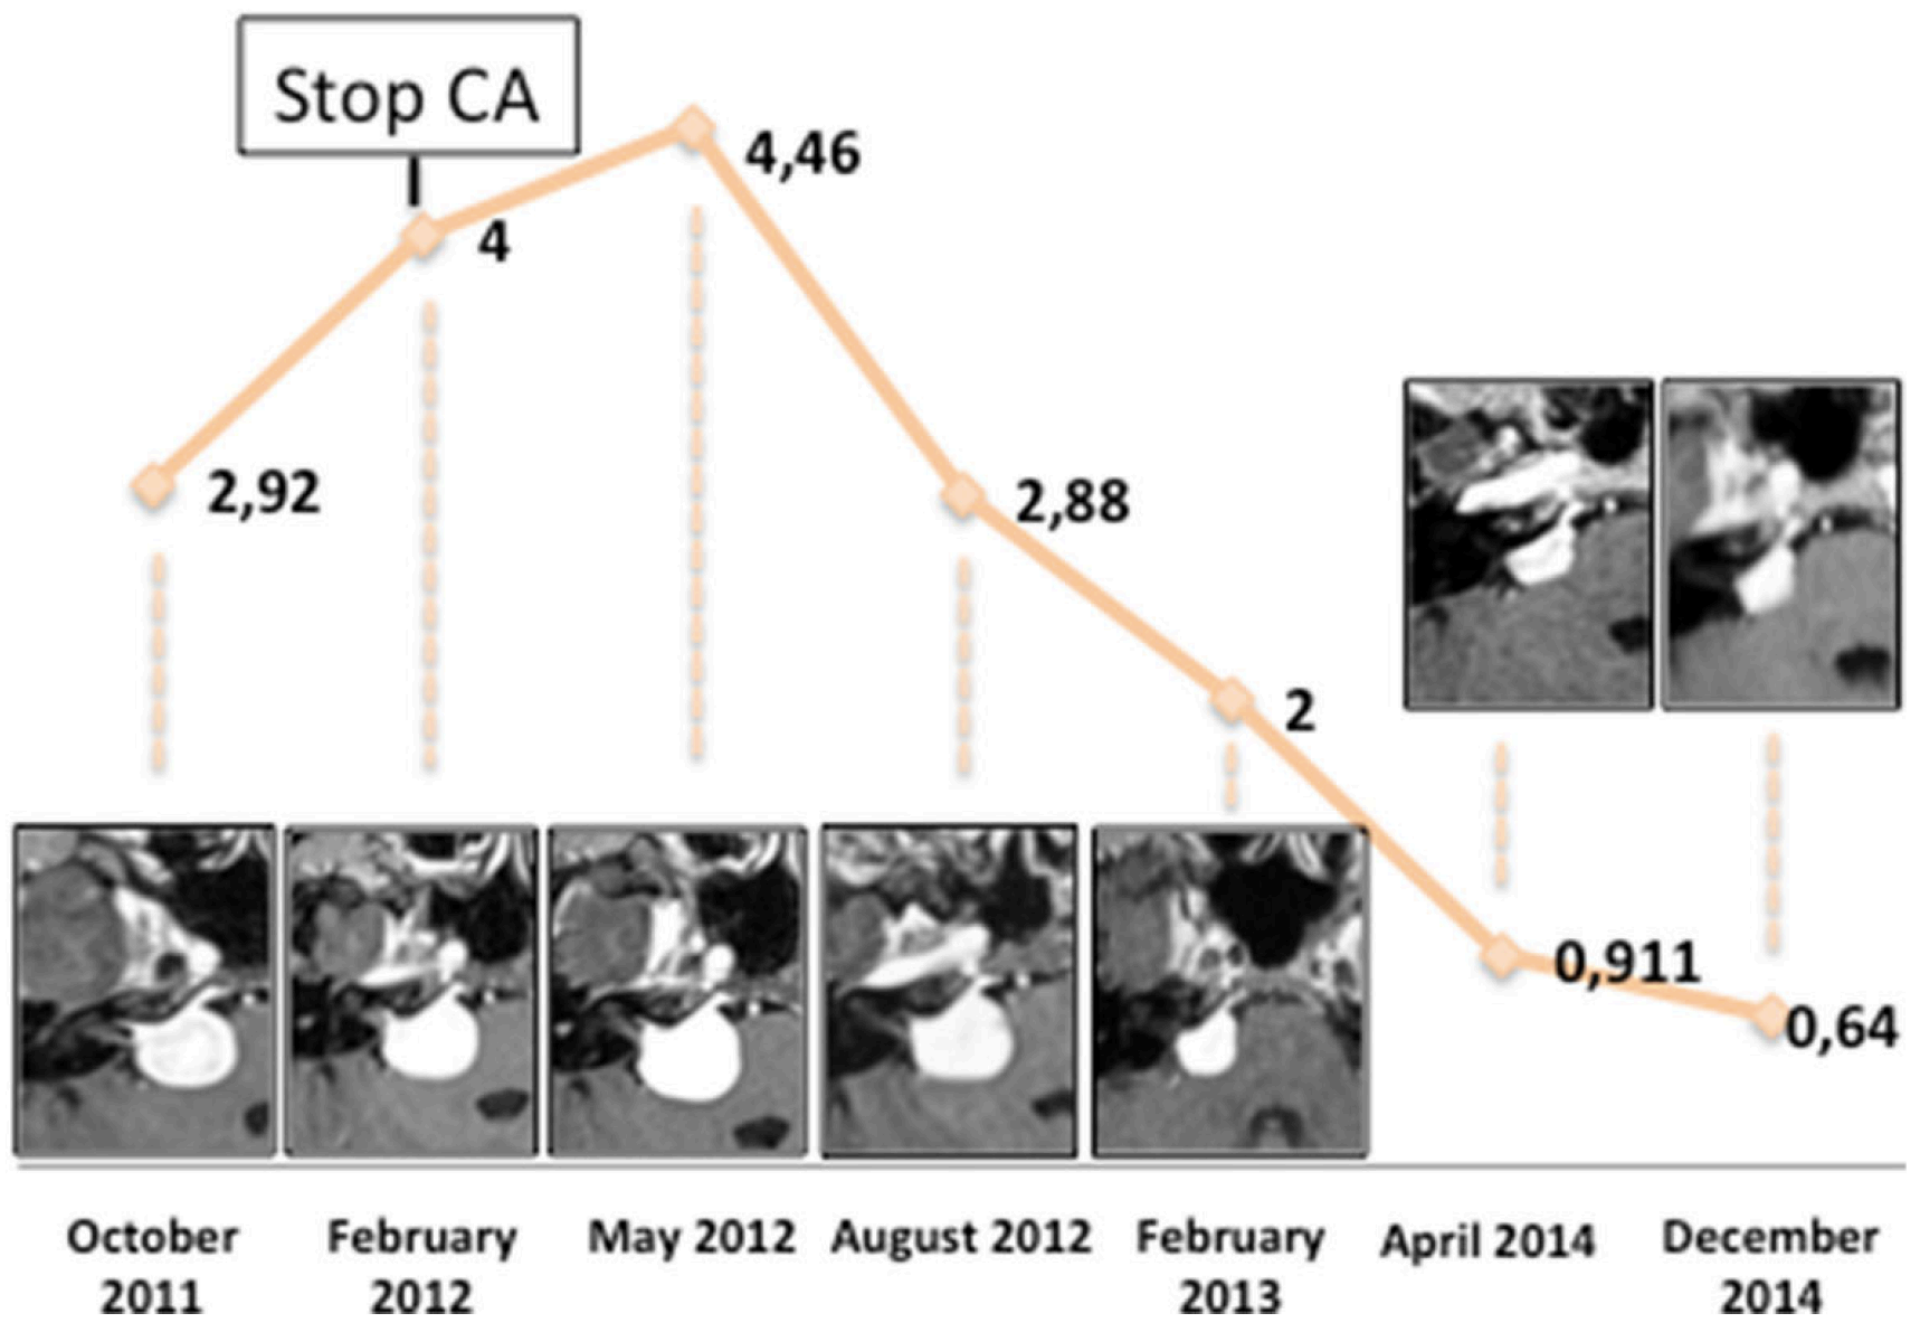 Stop CA
4,46
4
2,92
2,88
2
0,911
0,64
October
2011
February
2012
May 2012
August 2012
February
2013
April 2014
December
2014